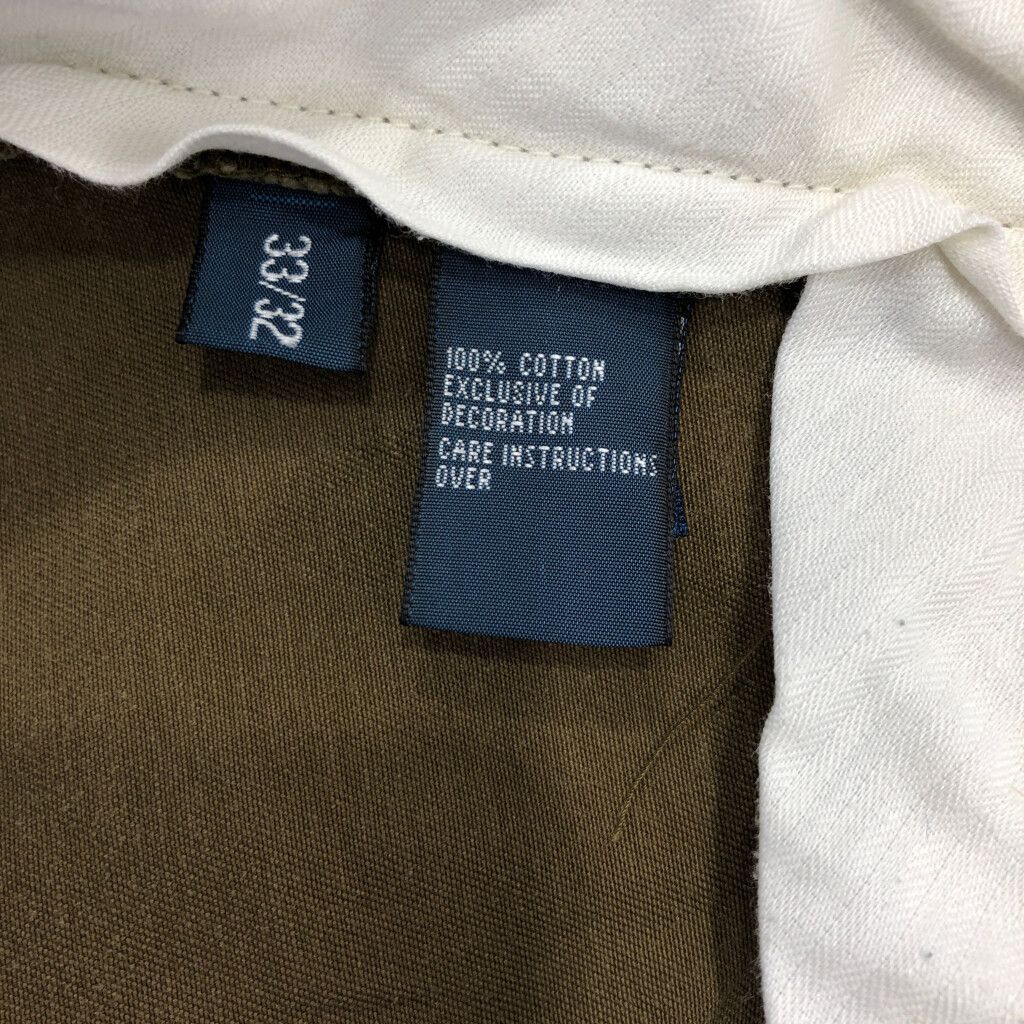 33/32
100% COTTON
EXCLUSIVE OF
DECORATION
CARE INSTRUCTIONS
OVER